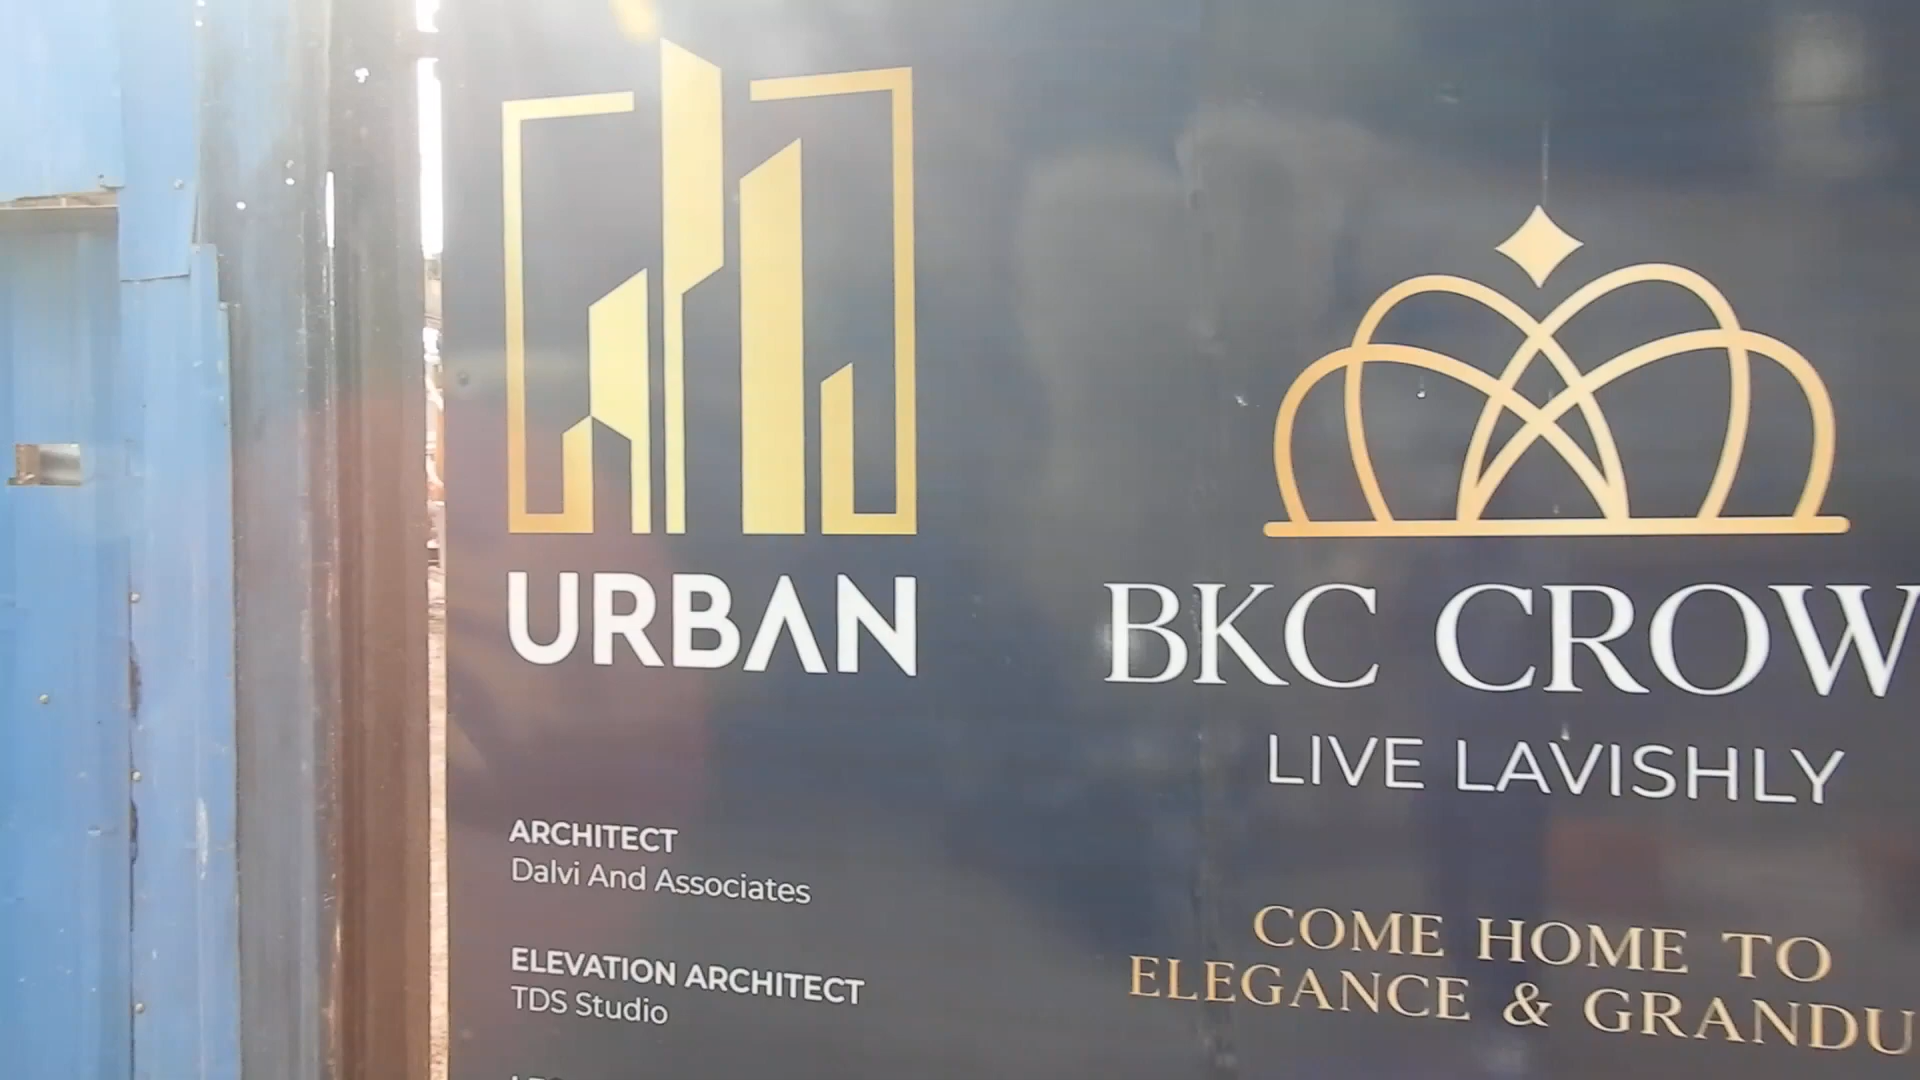 URBAN
ARCHITECT
Dalvi And Associates
ELEVATION ARCHITECT
TDS Studio
BKC CROW
LIVE LAVISHLY
COME HOME TO
ELEGANCE & GRANDU